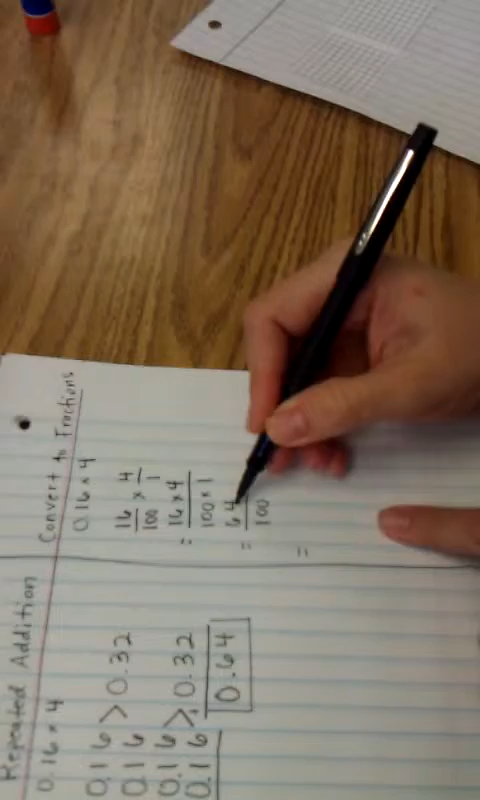 Repeated Addition
0.16 × 4
0.16
0.16 > 0.32
0.16
0.16 > 0.32
0.64
Convert to Fractions
0.16 × 4
16/100 × 4/1
= 16 × 4/100 × 1
= 64/100
=